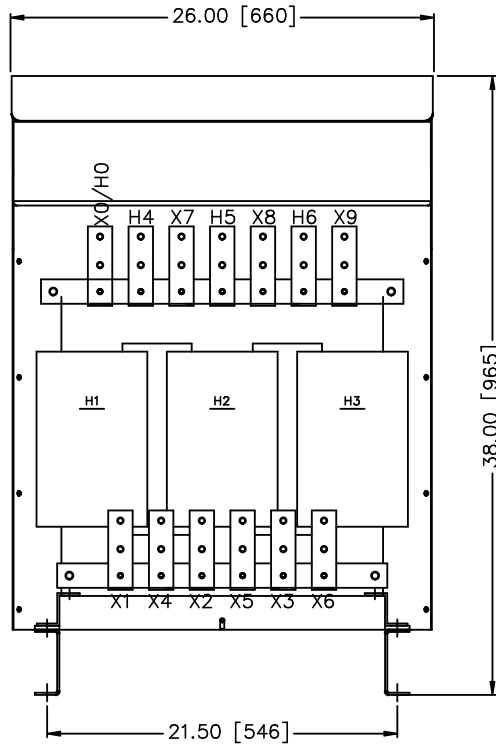 26.00 [660]
X0/H0 H4 X7 H5 X8 H6 X9
H1 H2 H3
38.00 [965]
X1 X4 X2 X5 X3 X6
21.50 [546]